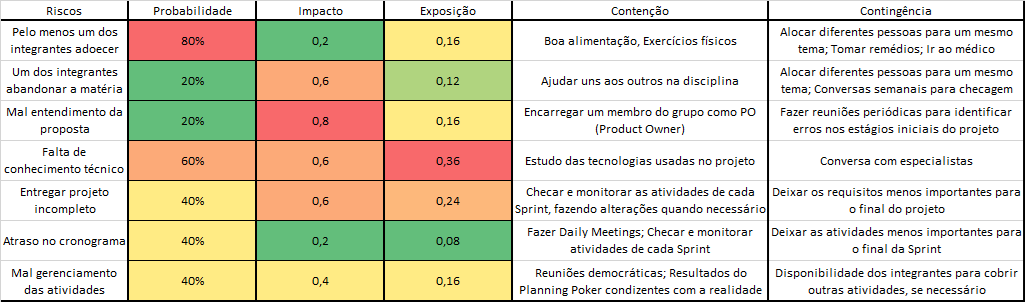 Riscos Probabilidade Impacto Exposição Contenção Contingência
Pelo menos um dos
integrantes adoecer
80% 0,2 0,16
Boa alimentação, Exercícios físicos
Alocar diferentes pessoas para um mesmo
tema; Tomar remédios; Ir ao médico
Um dos integrantes
abandonar a matéria
20% 0,6 0,12
Ajudar uns aos outros na disciplina
Alocar diferentes pessoas para um mesmo
tema; Conversas semanais para checagem
Mal entendimento da
proposta
20% 0,8 0,16
Encarregar um membro do grupo como PO
(Product Owner)
Fazer reuniões periódicas para identificar
erros nos estágios iniciais do projeto
Falta de
conhecimento técnico
60% 0,6 0,36
Estudo das tecnologias usadas no projeto
Conversa com especialistas
Entregar projeto
incompleto
40% 0,6 0,24
Checar e monitorar as atividades de cada
Sprint, fazendo alterações quando necessário
Deixar os requisitos menos importantes para
o final do projeto
Atraso no cronograma
40% 0,2 0,08
Fazer Daily Meetings; Checar e monitorar
atividades de cada Sprint
Deixar as atividades menos importantes para
o final da Sprint
Mal gerenciamento
das atividades
40% 0,4 0,16
Reuniões democráticas; Resultados do
Planning Poker condizentes com a realidade
Disponibilidade dos integrantes para cobrir
outras atividades, se necessário